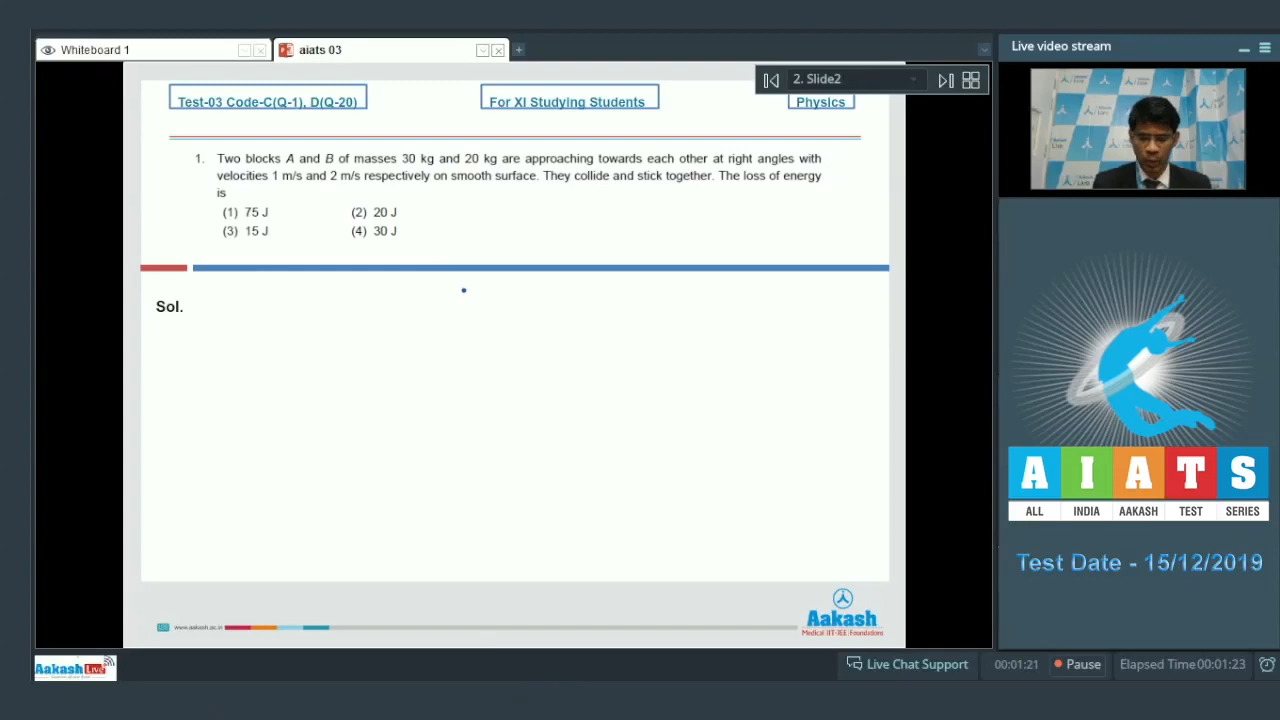 Whiteboard 1
aiats 03
Live video stream
2. Slide2
Test-03 Code-C(Q-1), D(Q-20)
For XI Studying Students
Physics
1. Two blocks A and B of masses 30 kg and 20 kg are approaching towards each other at right angles with
velocities 1 m/s and 2 m/s respectively on smooth surface. They collide and stick together. The loss of energy
is
(1) 75 J (2) 20 J
(3) 15 J (4) 30 J
Sol.
A I A T S
ALL INDIA AAKASH TEST SERIES
Test Date - 15/12/2019
www.aakash.ac.in
Aakash
Medical|IIT-JEE|Foundations
Aakash Live
Live Chat Support
00:01:21
Pause
Elapsed Time 00:01:23